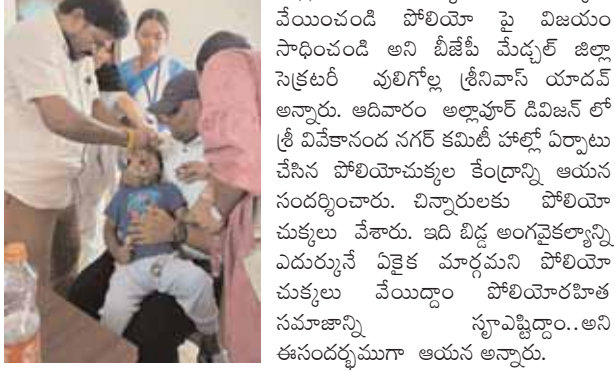 వేయించండి పోలియో పై విజయం
సాధించండి అని బీజేపీ మేడ్చల్ జిల్లా
సెక్రటరీ వులిగోల్ల శ్రీనివాస్ యాదవ్
అన్నారు. ఆదివారం అల్లావూర్ డివిజన్ లో
శ్రీ వివేకానంద నగర్ కమిటీ హాల్లో ఏర్పాటు
చేసిన పోలియోచుక్కల కేంద్రాన్ని ఆయన
సందర్శించారు. చిన్నారులకు పోలియో
చుక్కలు వేశారు. ఇది బిడ్డ అంగవైకల్యాన్ని
ఎదుర్కునే ఏకైక మార్గమని పోలియో
చుక్కలు వేయిద్దాం పోలియోరహిత
సమాజాన్ని సృాఎష్టిద్దాం..అని
ఈసందర్భముగా ఆయన అన్నారు.